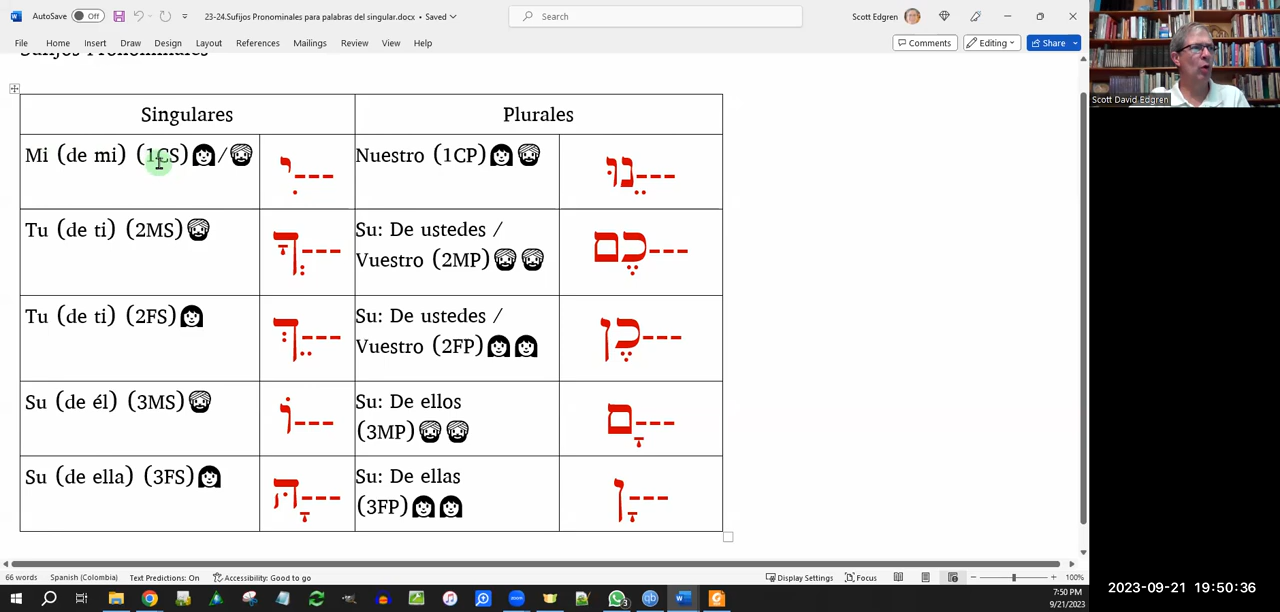 AutoSave Off 23-24.Sufijos Pronominales para palabras del singular.docx • Saved Search Scott Edgren
File Home Insert Draw Design Layout References Mailings Review View Help Comments Editing Share
Sufijos Pronominales
Singulares Plurales
Mi (de mi) (1CS) / ---ִי Nuestro (1CP) ---ֵנוּ
Tu (de ti) (2MS) ---ְךָ Su: De ustedes /
Vuestro (2MP) ---ְכֶם
Tu (de ti) (2FS) ---ֵךְ Su: De ustedes /
Vuestro (2FP) ---ְכֶן
Su (de él) (3MS) ---וֹ Su: De ellos
(3MP) ---ָם
Su (de ella) (3FS) ---ָהּ Su: De ellas
(3FP) ---ָן
Scott David Edgren
66 words Spanish (Colombia) Text Predictions: On Accessibility: Good to go Display Settings Focus 100%
2023-09-21 19:50:36
3
7:50 PM
9/21/2023